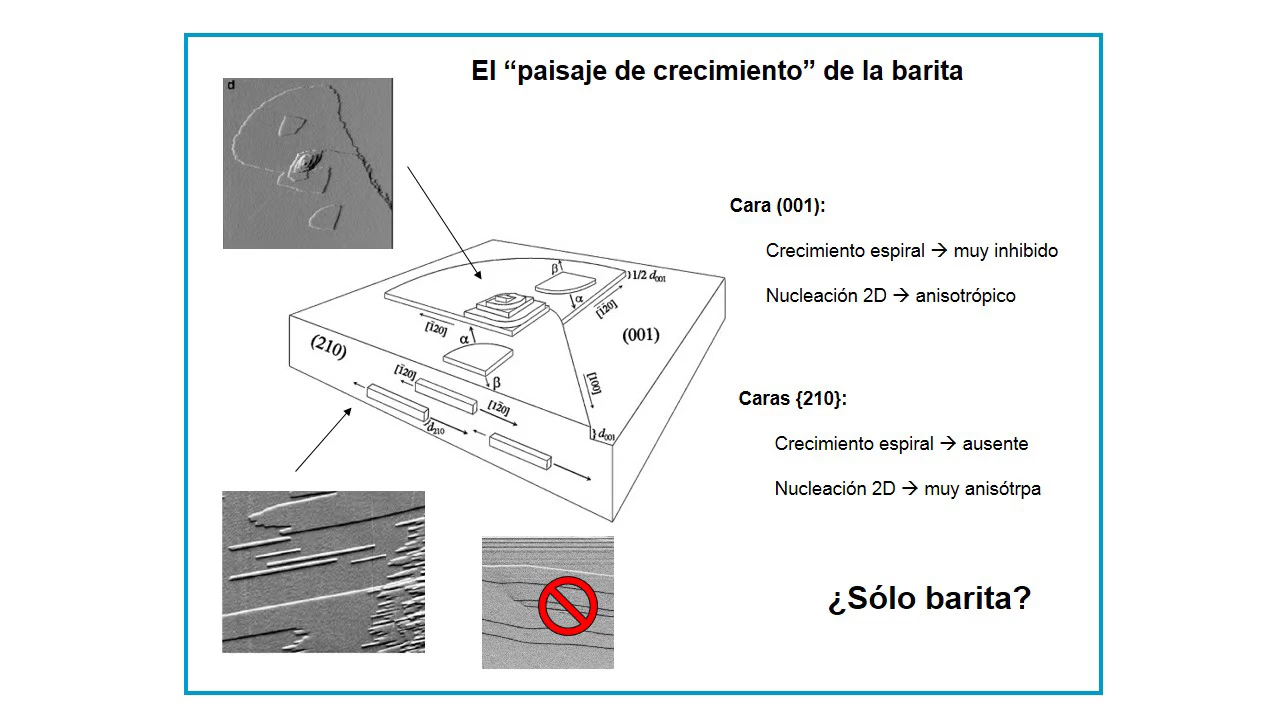 El “paisaje de crecimiento” de la barita
d
Cara (001):
Crecimiento espiral → muy inhibido
Nucleación 2D → anisotrópico
β
}1/2 d001
α
[1̄2̄0]
[1̄20]
(001)
(210)
α
β
[1̄20]
[100]
[12̄0]
d210
}d001
Caras {210}:
Crecimiento espiral → ausente
Nucleación 2D → muy anisótrpa
¿Sólo barita?